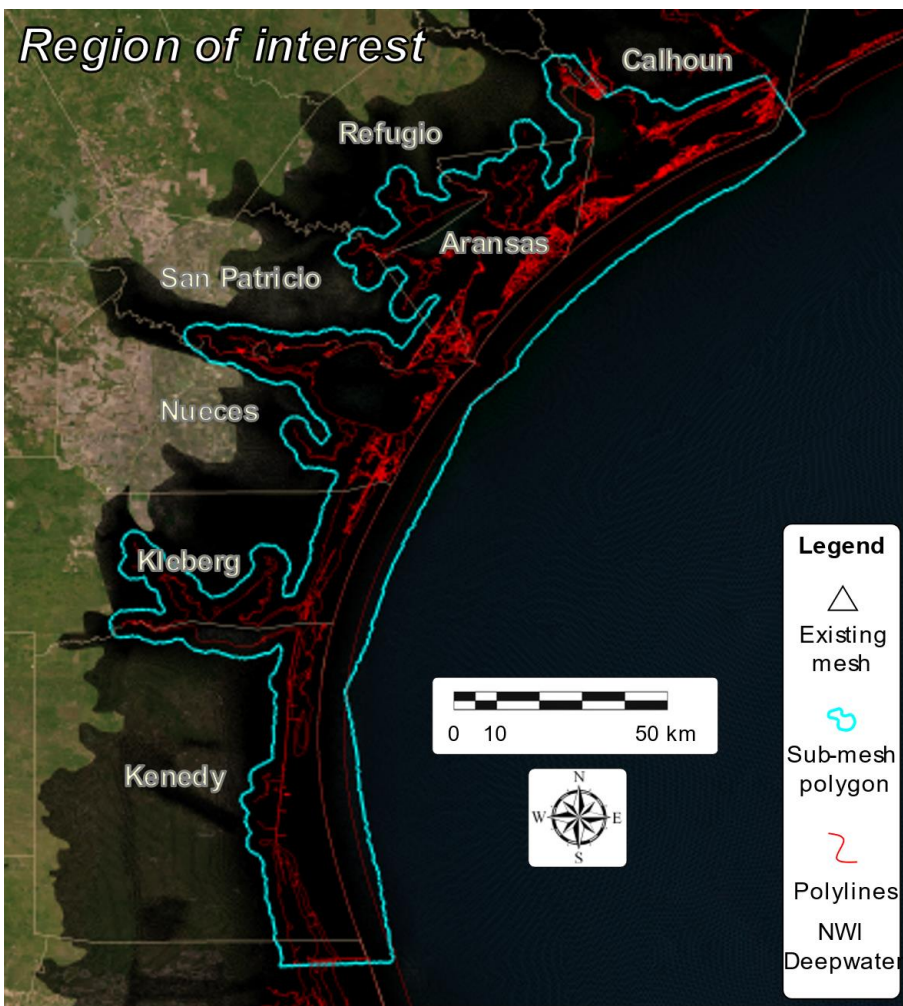 Region of interest
Calhoun
Refugio
Aransas
San Patricio
Nueces
Kleberg
Kenedy
Legend
Existing
mesh
Sub-mesh
polygon
Polylines
NWI
Deepwater
0 10 50 km
N
W E
S